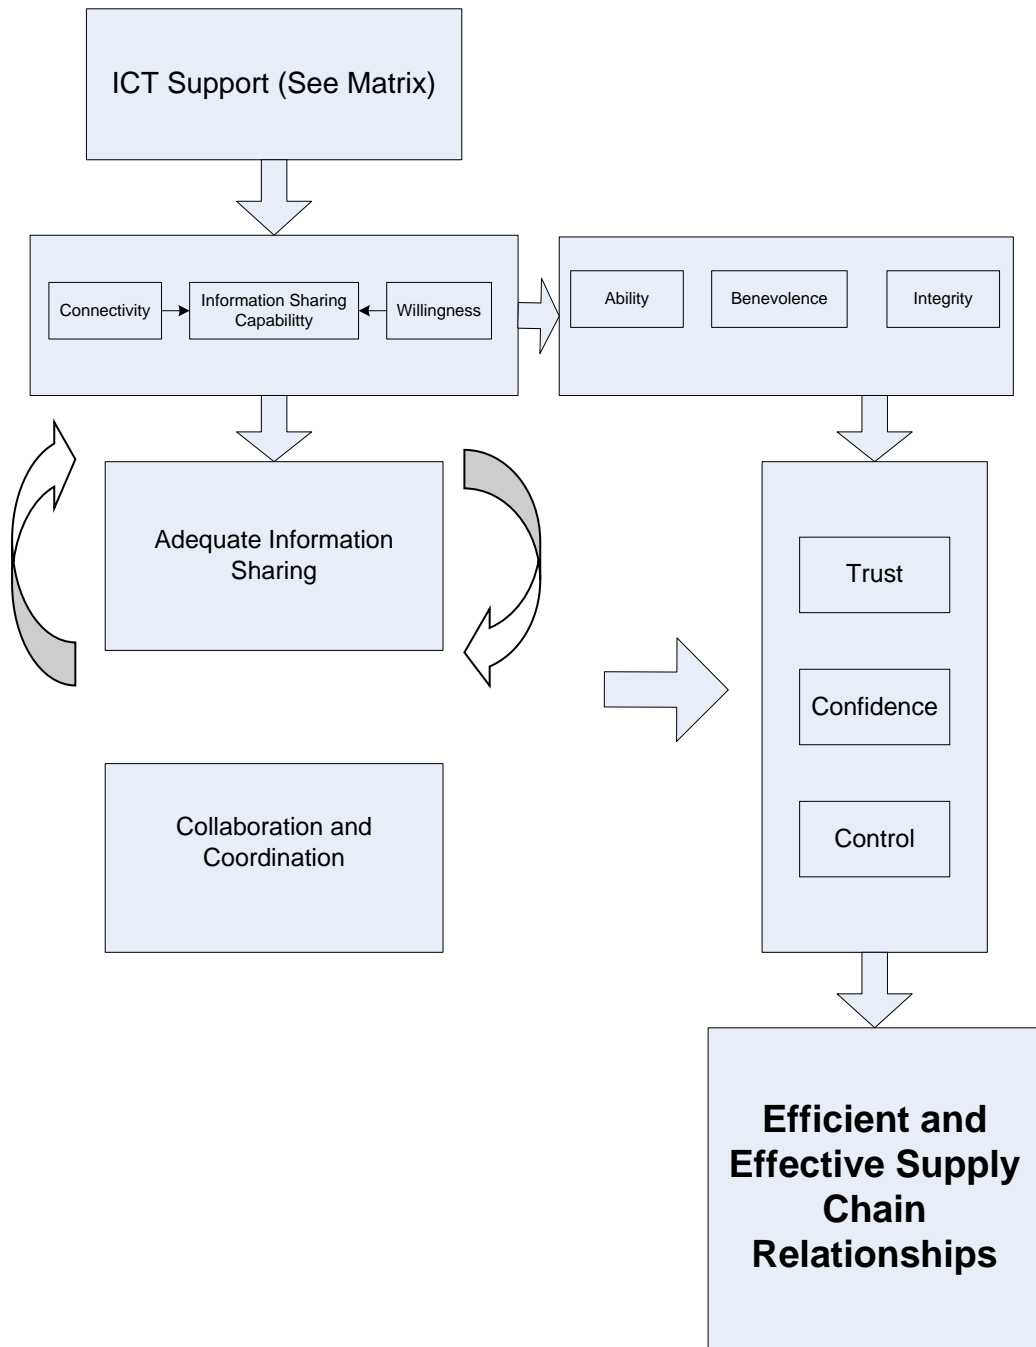 ICT Support (See Matrix)
Connectivity
Information Sharing
Capabilitty
Willingness
Ability
Benevolence
Integrity
Adequate Information
Sharing
Trust
Confidence
Control
Collaboration and
Coordination
Efficient and
Effective Supply
Chain
Relationships